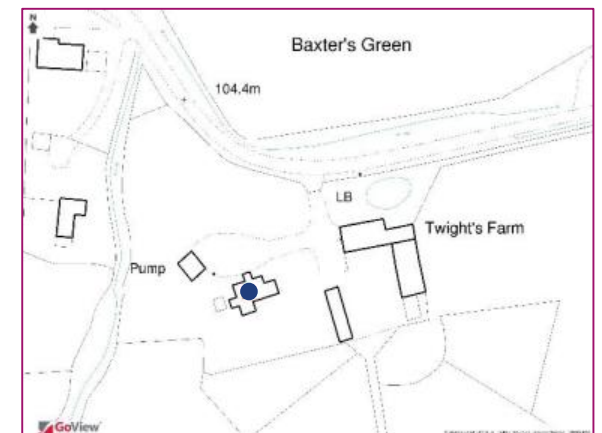 N
Baxter's Green
104.4m
LB
Twight's Farm
Pump
GoView